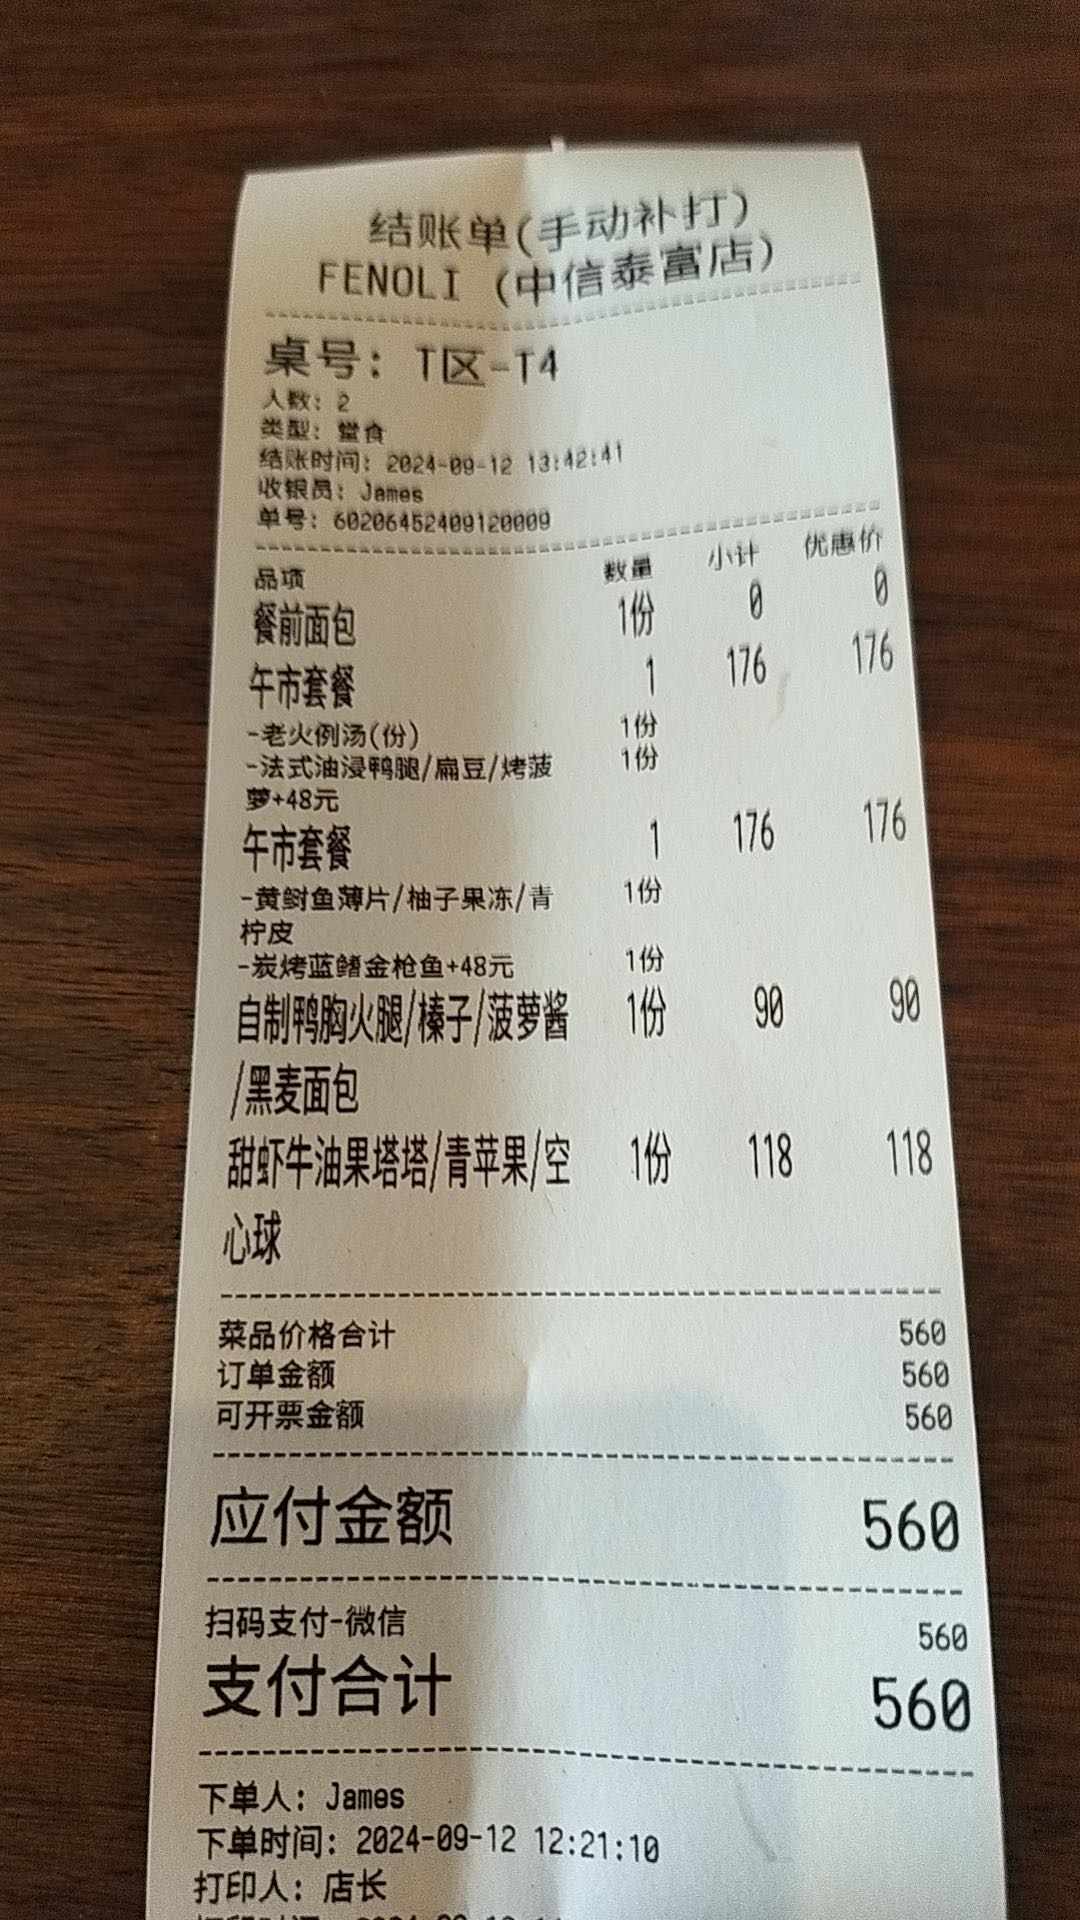 结账单(手动补打)
FENOLI (中信泰富店)
桌号: T区-T4
人数: 2
类型: 堂食
结账时间: 2024-09-12 13:42:41
收银员: James
单号: 60206452409120009
品项 数量 小计 优惠价
餐前面包 1份 0 0
午市套餐 1 176 176
-老火例汤(份) 1份
-法式油浸鸭腿/扁豆/烤菠 1份
萝+48元
午市套餐 1 176 176
-黄鲥鱼薄片/柚子果冻/青 1份
柠皮
-炭烤蓝鳍金枪鱼+48元 1份
自制鸭胸火腿/榛子/菠萝酱 1份 90 90
/黑麦面包
甜虾牛油果塔塔/青苹果/空 1份 118 118
心球
菜品价格合计 560
订单金额 560
可开票金额 560
应付金额 560
扫码支付-微信 560
支付合计 560
下单人: James
下单时间: 2024-09-12 12:21:10
打印人: 店长